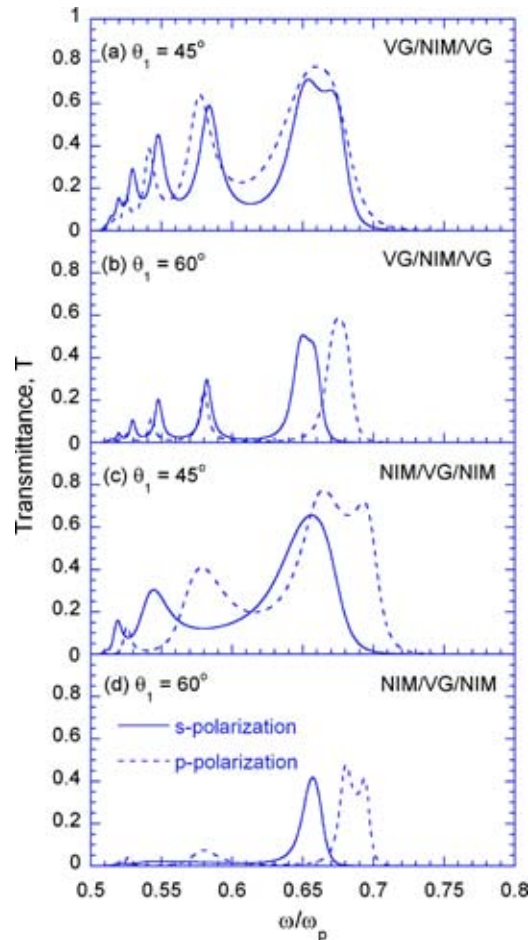 1
(a) θ₁ = 45° VG/NIM/VG
0.8
0.6
0.4
0.2
0
(b) θ₁ = 60° VG/NIM/VG
0.8
0.6
0.4
0.2
0
Transmittance, T
(c) θ₁ = 45° NIM/VG/NIM
0.8
0.6
0.4
0.2
0
(d) θ₁ = 60° NIM/VG/NIM
0.8
0.6
s-polarization
0.4
p-polarization
0.2
0
0.5 0.55 0.6 0.65 0.7 0.75 0.8
ω/ωₚ